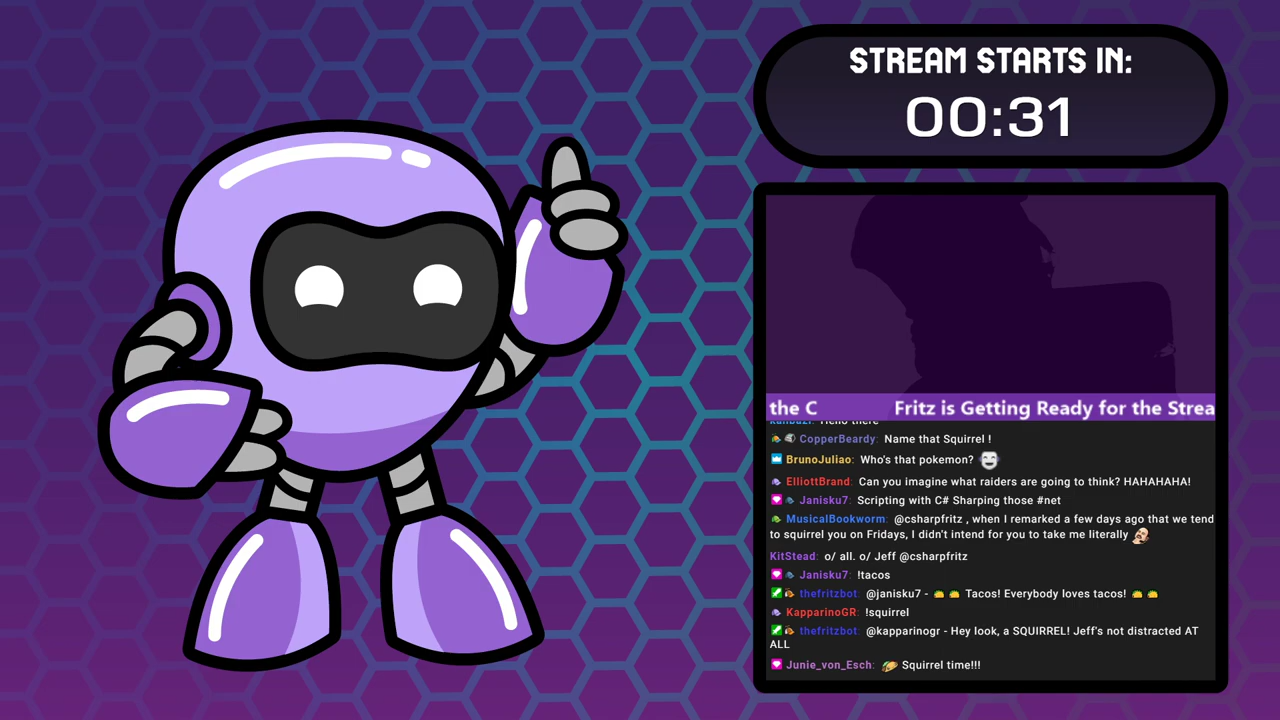 STREAM STARTS IN:
00:31
the C Fritz is Getting Ready for the Strea
CopperBeardy: Name that Squirrel !
BrunoJuliao: Who's that pokemon?
ElliottBrand: Can you imagine what raiders are going to think? HAHAHAHA!
Janisku7: Scripting with C# Sharping those #net
MusicalBookworm: @csharpfritz , when I remarked a few days ago that we tend
to squirrel you on Fridays, I didn't intend for you to take me literally
KitStead: o/ all. o/ Jeff @csharpfritz
Janisku7: !tacos
thefritzbot: @janisku7 - Tacos! Everybody loves tacos!
KapparinoGR: !squirrel
thefritzbot: @kapparinogr - Hey look, a SQUIRREL! Jeff's not distracted AT
ALL
Junie_von_Esch: Squirrel time!!!